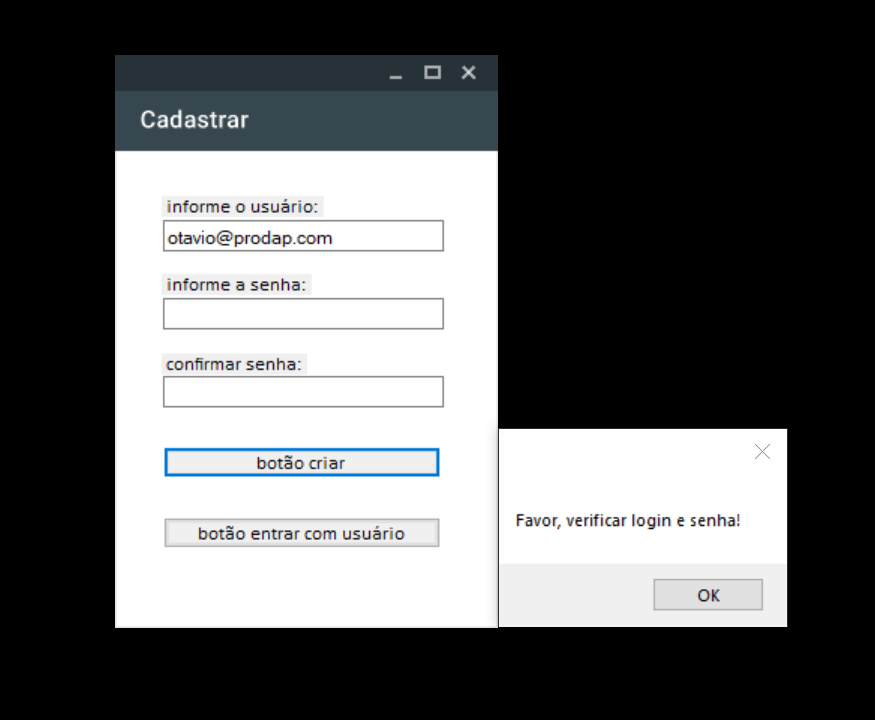 Cadastrar
informe o usuário:
otavio@prodap.com
informe a senha:
confirmar senha:
botão criar
botão entrar com usuário
Favor, verificar login e senha!
OK